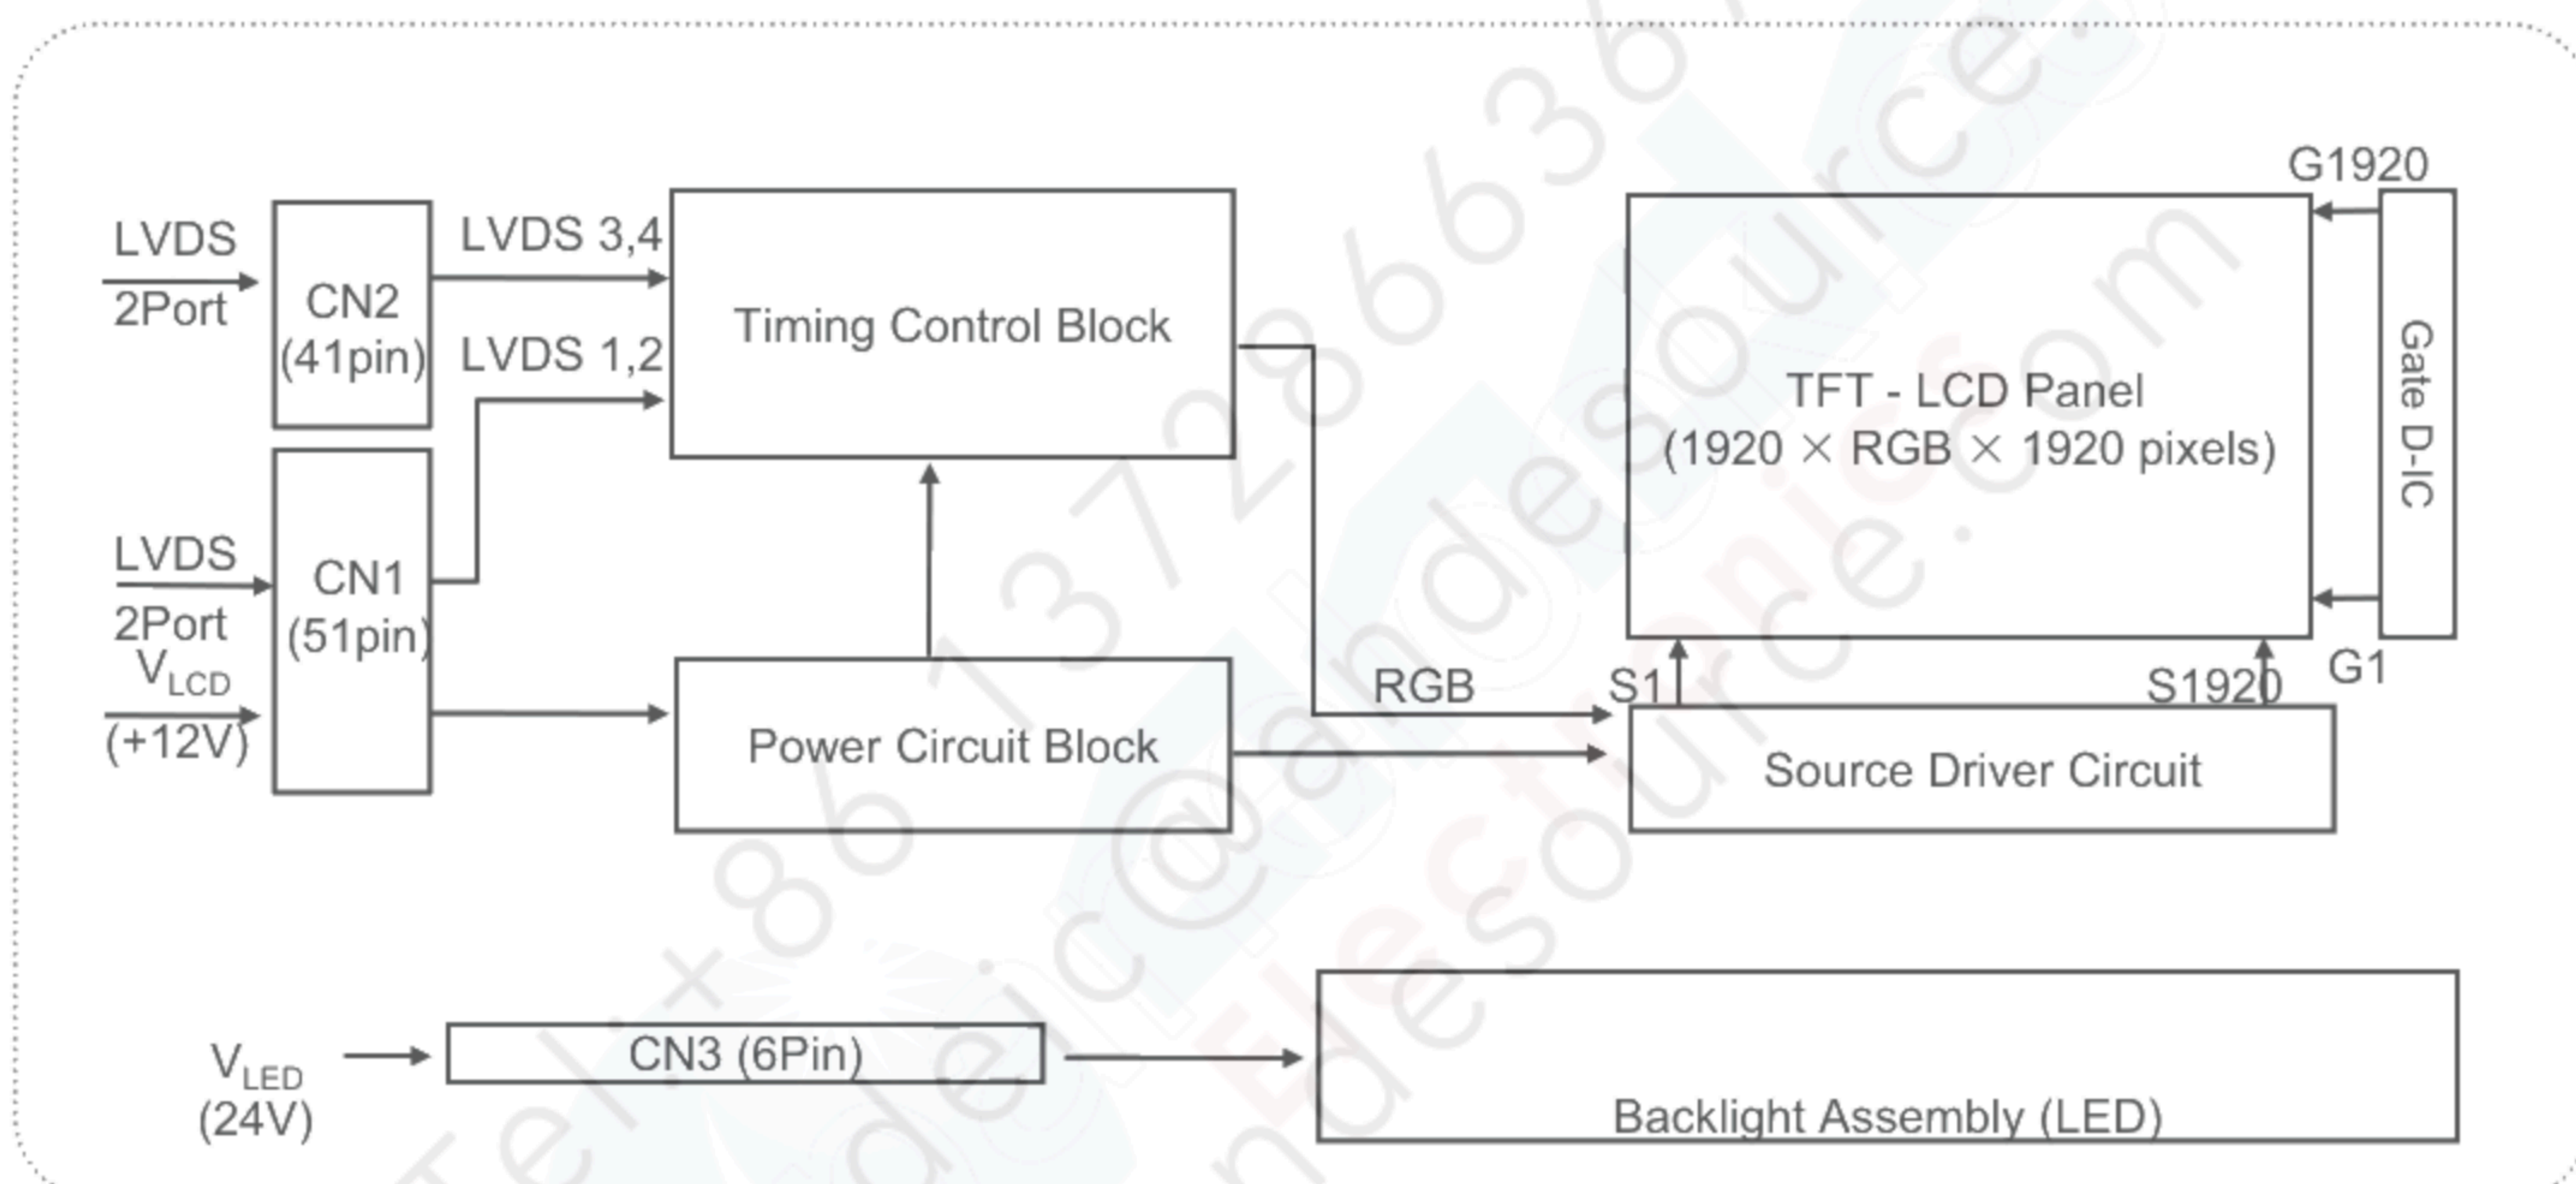 LVDS
2Port
CN2
(41pin)
LVDS 3,4
LVDS 1,2
Timing Control Block
LVDS
2Port
VLCD
(+12V)
CN1
(51pin)
Power Circuit Block
RGB
G1920
TFT - LCD Panel
(1920 × RGB × 1920 pixels)
Gate D-IC
G1
S1
S1920
Source Driver Circuit
VLED
(24V)
CN3 (6Pin)
Backlight Assembly (LED)
Electronics